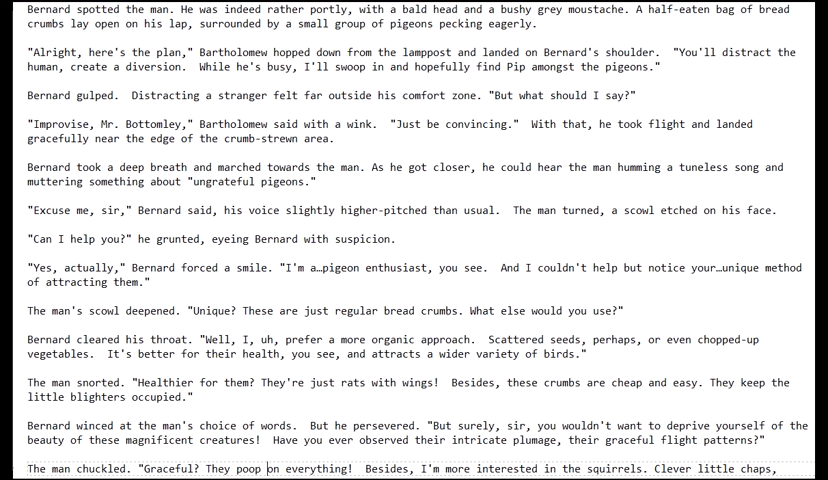 Bernard spotted the man. He was indeed rather portly, with a bald head and a bushy grey moustache. A half-eaten bag of bread
crumbs lay open on his lap, surrounded by a small group of pigeons pecking eagerly.
"Alright, here's the plan," Bartholomew hopped down from the lamppost and landed on Bernard's shoulder.  "You'll distract the
human, create a diversion.  While he's busy, I'll swoop in and hopefully find Pip amongst the pigeons."
Bernard gulped.  Distracting a stranger felt far outside his comfort zone. "But what should I say?"
"Improvise, Mr. Bottomley," Bartholomew said with a wink.  "Just be convincing."  With that, he took flight and landed
gracefully near the edge of the crumb-strewn area.
Bernard took a deep breath and marched towards the man. As he got closer, he could hear the man humming a tuneless song and
muttering something about "ungrateful pigeons."
"Excuse me, sir," Bernard said, his voice slightly higher-pitched than usual.  The man turned, a scowl etched on his face.
"Can I help you?" he grunted, eyeing Bernard with suspicion.
"Yes, actually," Bernard forced a smile. "I'm a…pigeon enthusiast, you see.  And I couldn't help but notice your…unique method
of attracting them."
The man's scowl deepened. "Unique? These are just regular bread crumbs. What else would you use?"
Bernard cleared his throat. "Well, I, uh, prefer a more organic approach.  Scattered seeds, perhaps, or even chopped-up
vegetables.  It's better for their health, you see, and attracts a wider variety of birds."
The man snorted. "Healthier for them? They're just rats with wings!  Besides, these crumbs are cheap and easy. They keep the
little blighters occupied."
Bernard winced at the man's choice of words.  But he persevered. "But surely, sir, you wouldn't want to deprive yourself of the
beauty of these magnificent creatures!  Have you ever observed their intricate plumage, their graceful flight patterns?"
The man chuckled. "Graceful? They poop on everything!  Besides, I'm more interested in the squirrels. Clever little chaps,